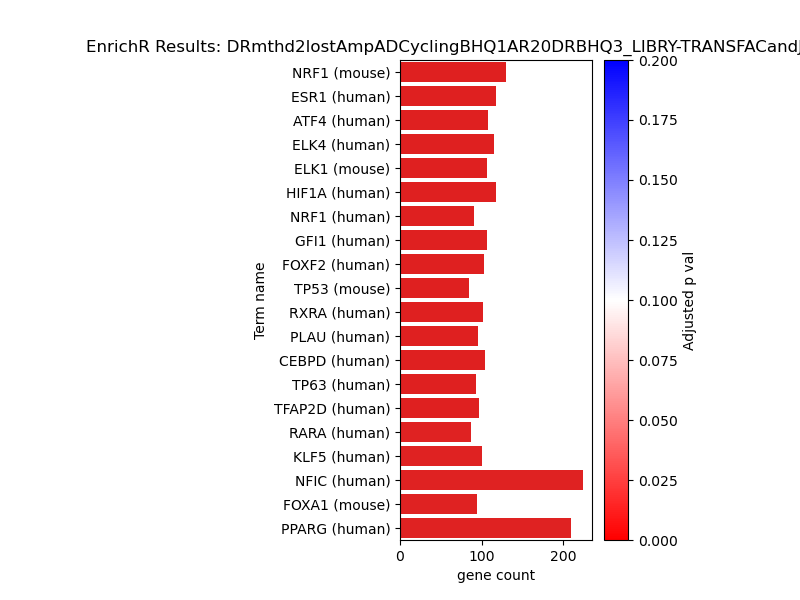 EnrichR Results: DRmthd2lostAmpADCyclingBHQ1AR20DRBHQ3_LIBRY-TRANSFACandJ
NRF1 (mouse)
ESR1 (human)
ATF4 (human)
ELK4 (human)
ELK1 (mouse)
HIF1A (human)
NRF1 (human)
GFI1 (human)
FOXF2 (human)
TP53 (mouse)
RXRA (human)
PLAU (human)
CEBPD (human)
TP63 (human)
TFAP2D (human)
RARA (human)
KLF5 (human)
NFIC (human)
FOXA1 (mouse)
PPARG (human)
Term name
0 100 200
gene count
0.200
0.175
0.150
0.125
0.100
0.075
0.050
0.025
0.000
Adjusted p val